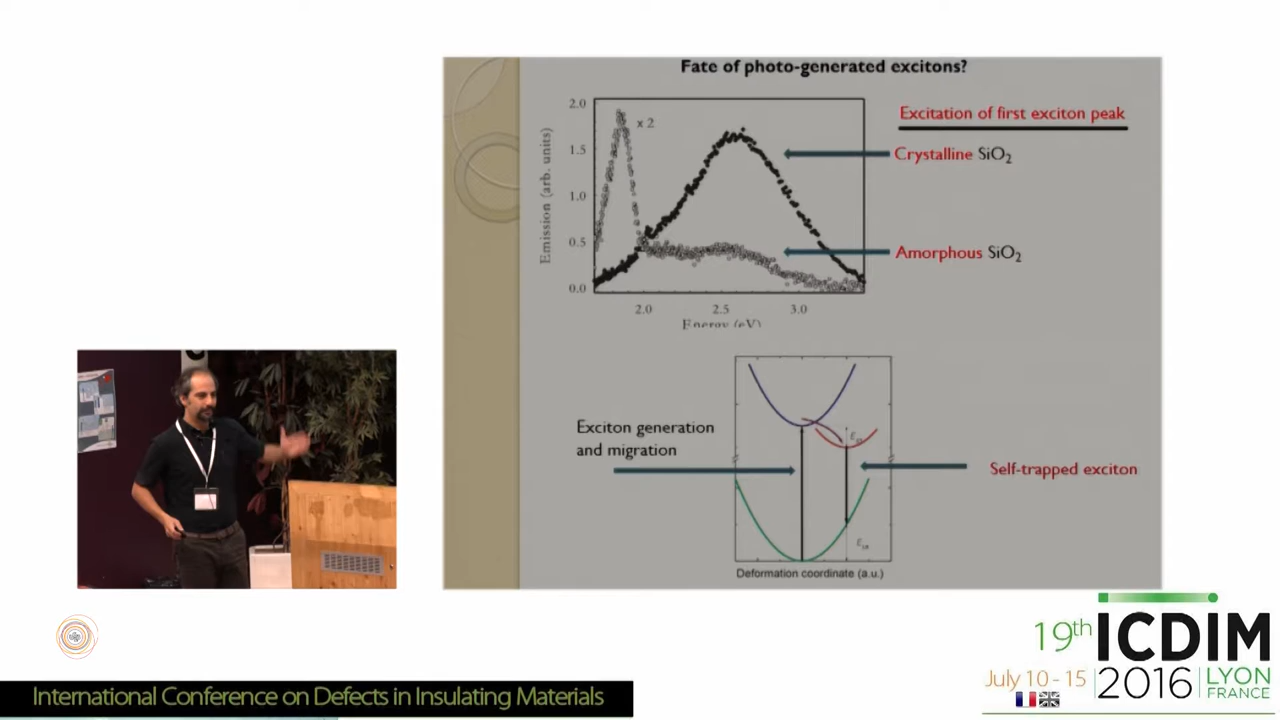 Fate of photo-generated excitons?
2.0
1.5
1.0
0.5
0.0
Emission (arb. units)
x 2
2.0
2.5
3.0
Energy (eV)
Excitation of first exciton peak
Crystalline SiO₂
Amorphous SiO₂
Exciton generation
and migration
Self-trapped exciton
Deformation coordinate (a.u.)
19th ICDIM
July 10 - 15
2016
LYON
FRANCE
International Conference on Defects in Insulating Materials